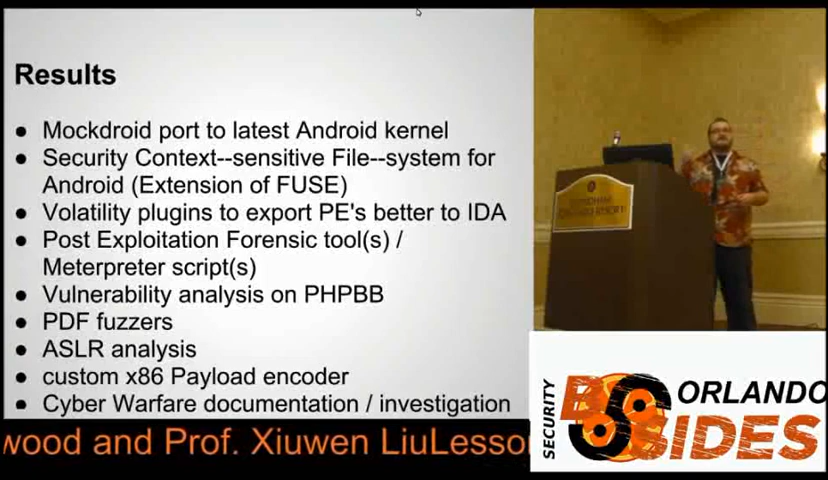 Results
● Mockdroid port to latest Android kernel
● Security Context--sensitive File--system for
Android (Extension of FUSE)
● Volatility plugins to export PE's better to IDA
● Post Exploitation Forensic tool(s) /
Meterpreter script(s)
● Vulnerability analysis on PHPBB
● PDF fuzzers
● ASLR analysis
● custom x86 Payload encoder
● Cyber Warfare documentation / investigation
wood and Prof. Xiuwen LiuLesson
SECURITY
BSIDES
ORLANDO